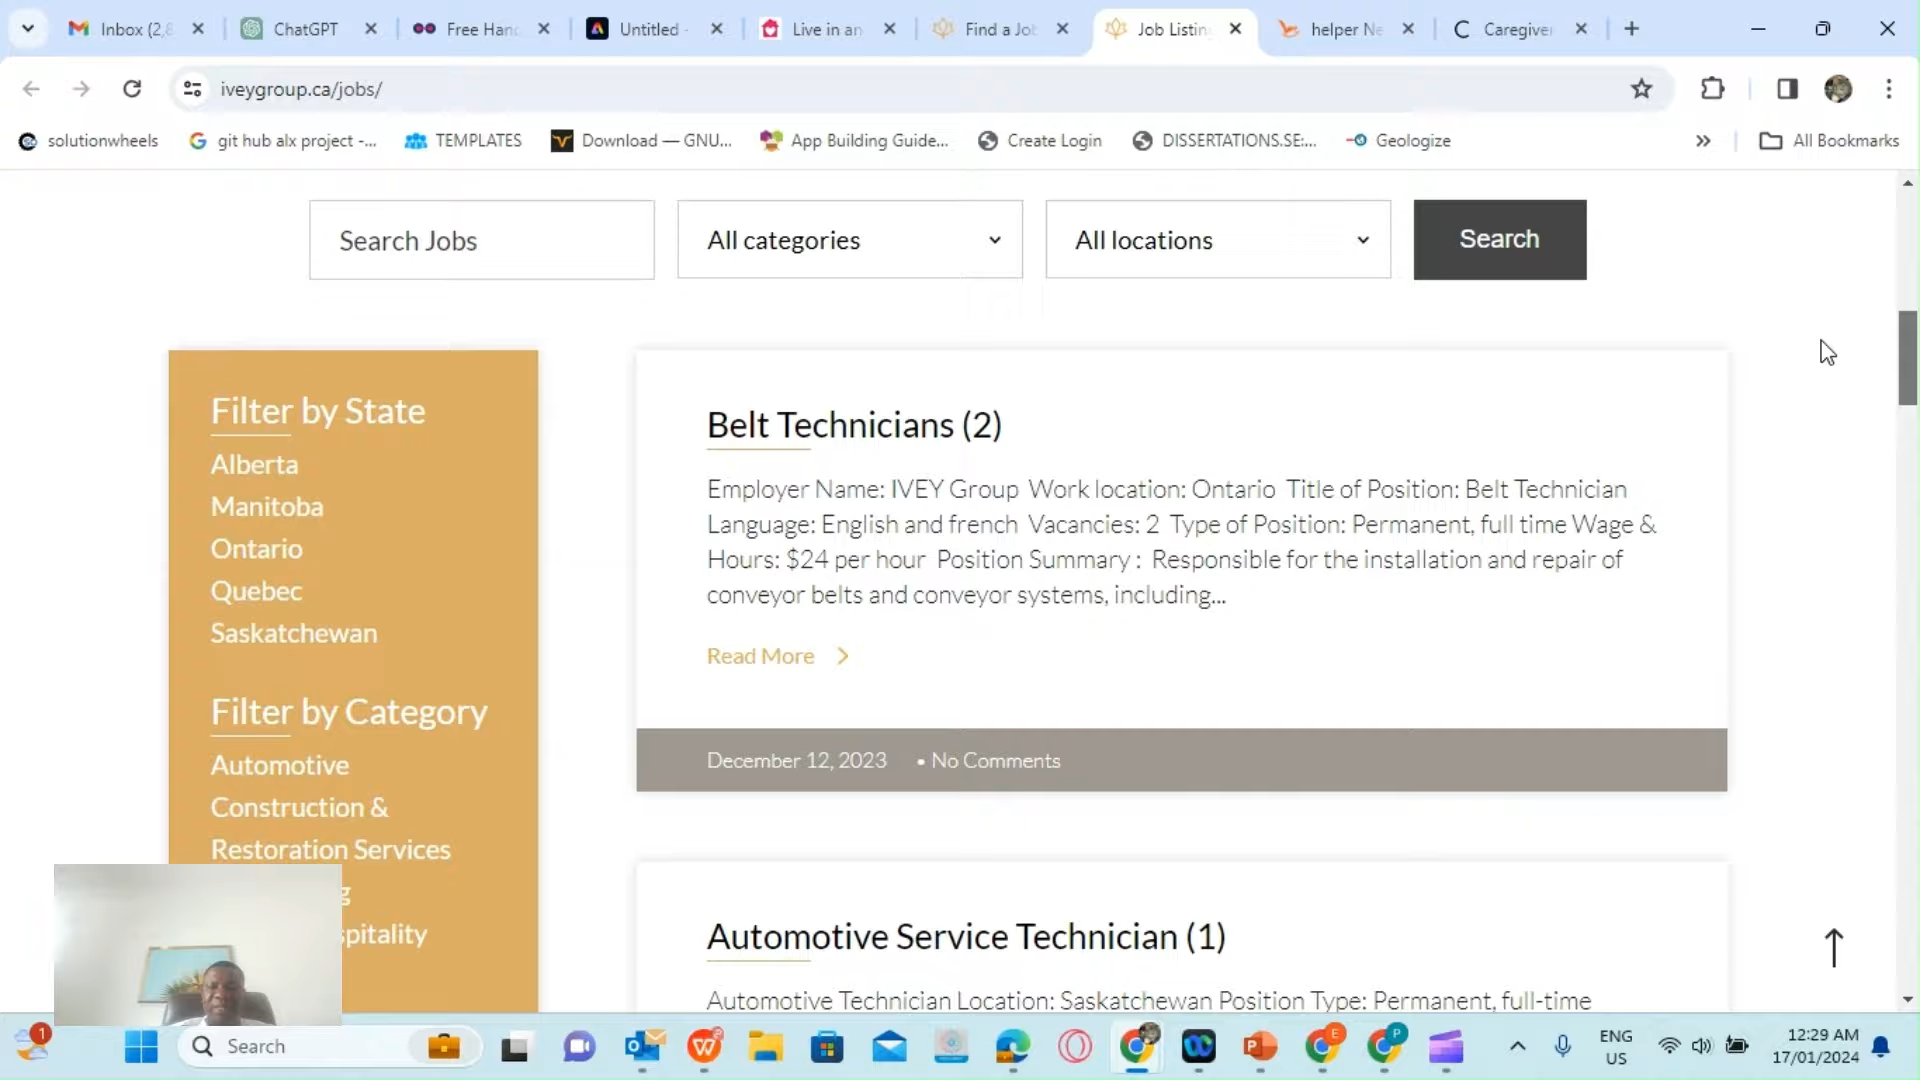 Inbox (2,8
ChatGPT
Free Hand
Untitled -
Live in an
Find a Jo
Job Listin
helper Ne
Caregiver
iveygroup.ca/jobs/
solutionwheels
git hub alx project -...
TEMPLATES
Download — GNU...
App Building Guide...
Create Login
DISSERTATIONS.SE:...
Geologize
All Bookmarks
Search Jobs
All categories
All locations
Search
Filter by State
Alberta
Manitoba
Ontario
Quebec
Saskatchewan
Filter by Category
Automotive
Construction &
Restoration Services
g
spitality
Belt Technicians (2)
Employer Name: IVEY Group Work location: Ontario Title of Position: Belt Technician
Language: English and french Vacancies: 2 Type of Position: Permanent, full time Wage &
Hours: $24 per hour Position Summary : Responsible for the installation and repair of
conveyor belts and conveyor systems, including...
Read More
December 12, 2023 • No Comments
Automotive Service Technician (1)
Automotive Technician Location: Saskatchewan Position Type: Permanent, full-time
1
Search
ENG
US
12:29 AM
17/01/2024